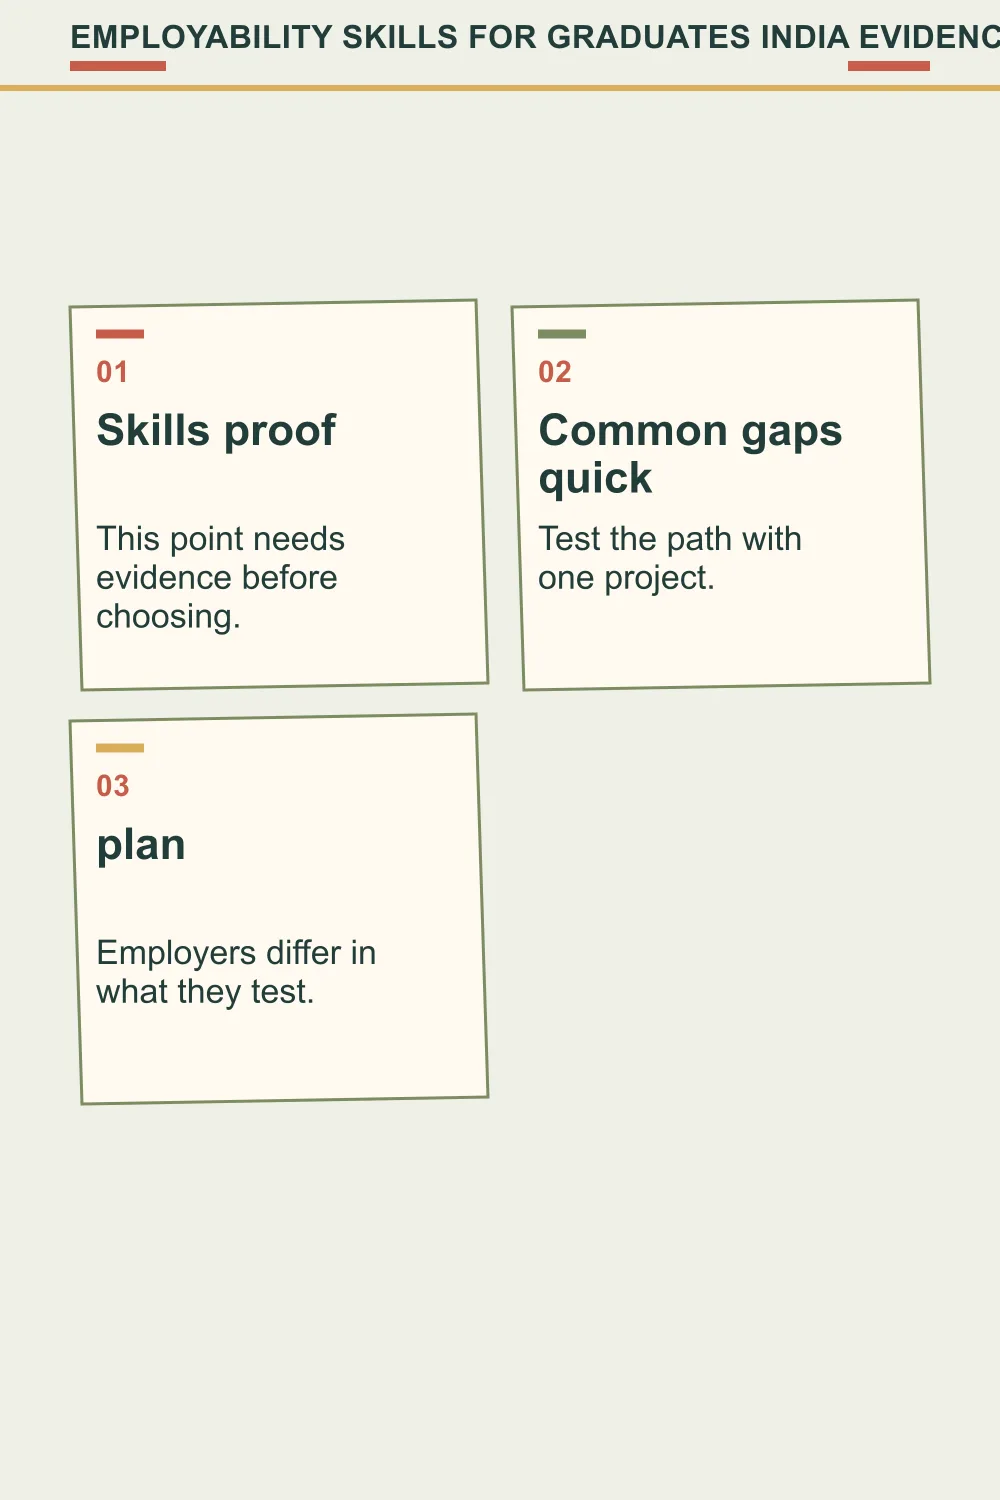 EMPLOYABILITY SKILLS FOR GRADUATES INDIA EVIDENC
01
Skills proof
This point needs
evidence before
choosing.
02
Common gaps
quick
Test the path with
one project.
03
plan
Employers differ in
what they test.